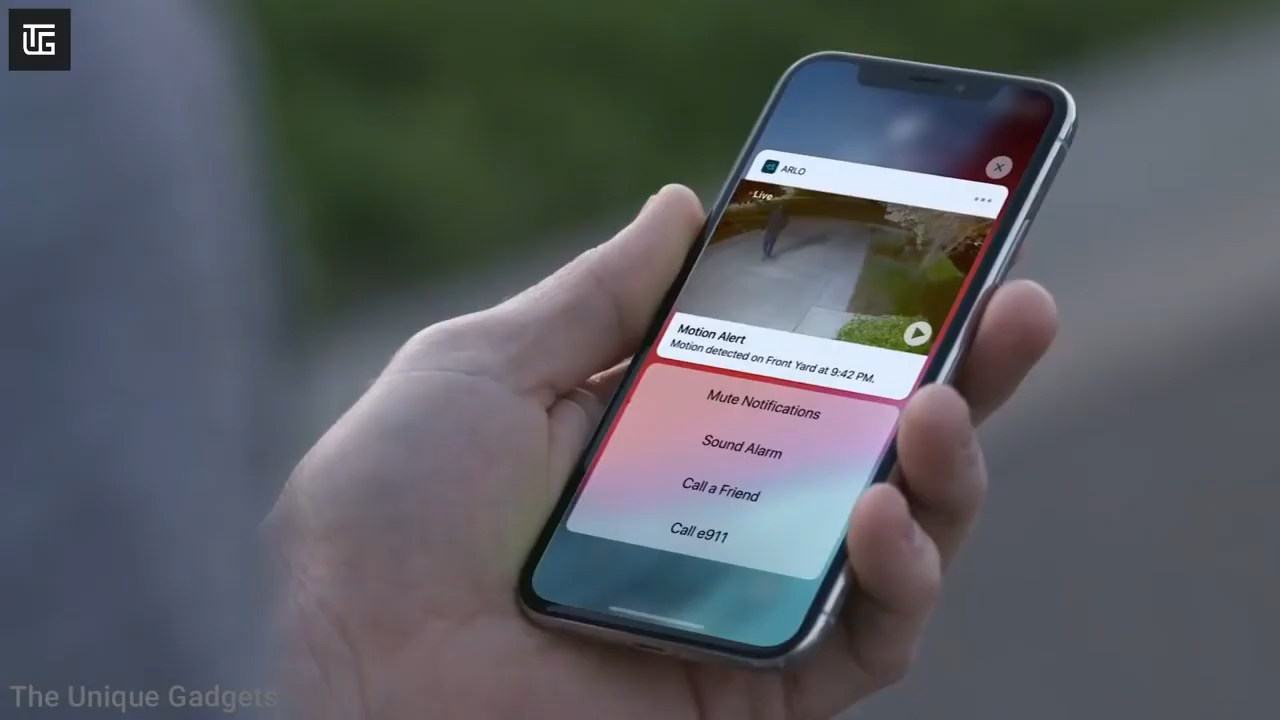 TUG
ARLO
Live
Motion Alert
Motion detected on Front Yard at 9:42 PM.
Mute Notifications
Sound Alarm
Call a Friend
Call e911
The Unique Gadgets